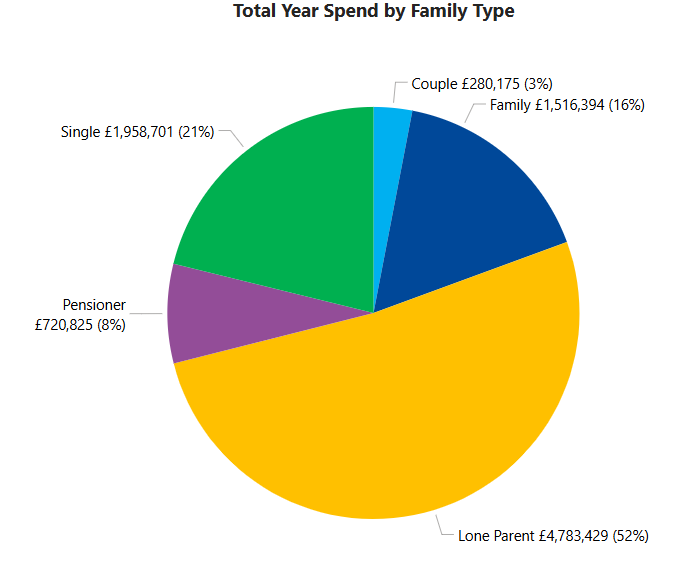 Total Year Spend by Family Type
Couple £280,175 (3%)
Family £1,516,394 (16%)
Single £1,958,701 (21%)
Pensioner
£720,825 (8%)
Lone Parent £4,783,429 (52%)